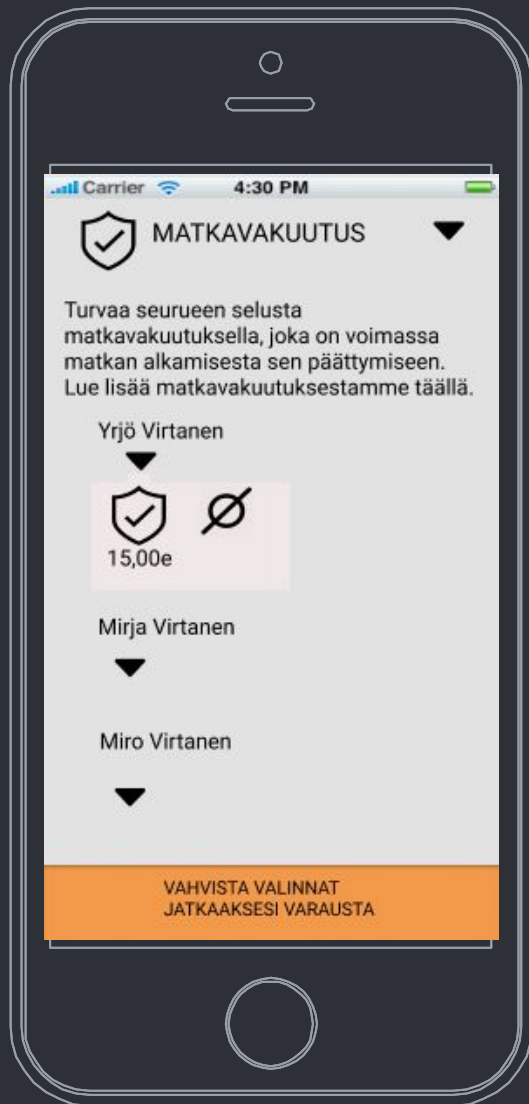 Carrier 4:30 PM
MATKAVAKUUTUS
Turvaa seurueen selusta
matkavakuutuksella, joka on voimassa
matkan alkamisesta sen päättymiseen.
Lue lisää matkavakuutuksestamme täällä.
Yrjö Virtanen
15,00e
Mirja Virtanen
Miro Virtanen
VAHVISTA VALINNAT
JATKAAKSESI VARAUSTA